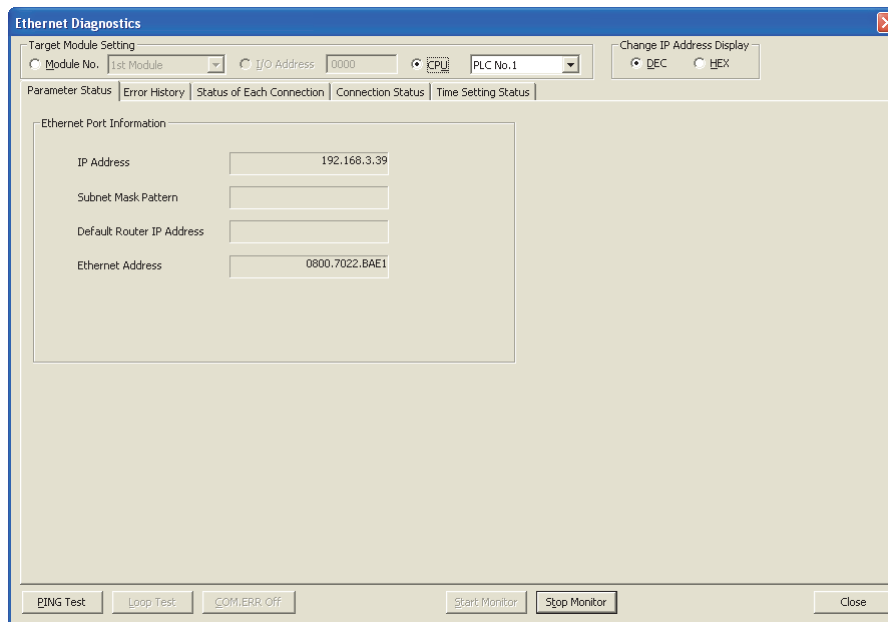 Ethernet Diagnostics
Target Module Setting
Change IP Address Display
Module No. 1st Module I/O Address 0000 CPU PLC No.1 DEC HEX
Parameter Status Error History Status of Each Connection Connection Status Time Setting Status
Ethernet Port Information
IP Address 192.168.3.39
Subnet Mask Pattern
Default Router IP Address
Ethernet Address 0800.7022.BAE1
PING Test Loop Test COM.ERR. Off Start Monitor Stop Monitor Close